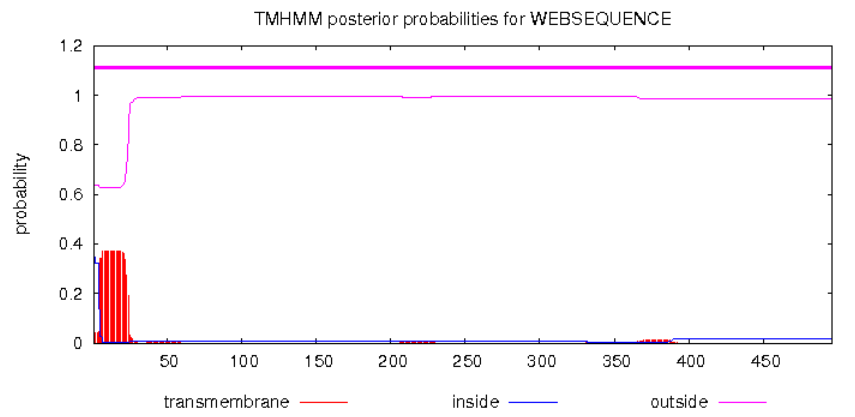 TMHMM posterior probabilities for WEBSEQUENCE
1.2
1
0.8
0.6
0.4
0.2
0
probability
50 100 150 200 250 300 350 400 450
transmembrane inside outside